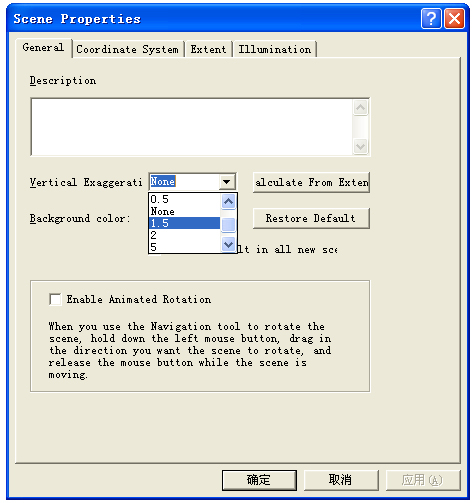 Scene Properties
General Coordinate System Extent Illumination
Description
Vertical Exaggerati None alculate From Exten
0.5
None
1.5
2
5
Background color: Restore Default
lt in all new sce
Enable Animated Rotation
When you use the Navigation tool to rotate the
scene, hold down the left mouse button, drag in
the direction you want the scene to rotate, and
release the mouse button while the scene is
moving.
确定 取消 应用(A)